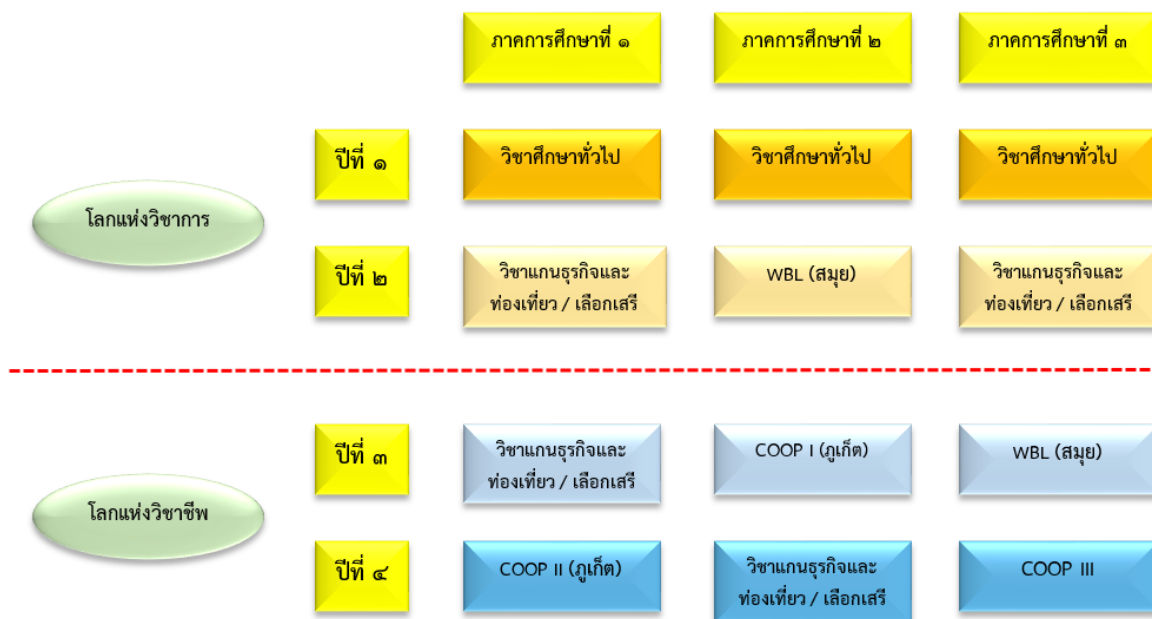 ภาคการศึกษาที่ ๑
ภาคการศึกษาที่ ๒
ภาคการศึกษาที่ ๓
โลกแห่งวิชาการ
ปีที่ ๑
วิชาศึกษาทั่วไป
วิชาศึกษาทั่วไป
วิชาศึกษาทั่วไป
ปีที่ ๒
วิชาแกนธุรกิจและ
ท่องเที่ยว / เลือกเสรี
WBL (สมุย)
วิชาแกนธุรกิจและ
ท่องเที่ยว / เลือกเสรี
โลกแห่งวิชาชีพ
ปีที่ ๓
วิชาแกนธุรกิจและ
ท่องเที่ยว / เลือกเสรี
COOP I (ภูเก็ต)
WBL (สมุย)
ปีที่ ๔
COOP II (ภูเก็ต)
วิชาแกนธุรกิจและ
ท่องเที่ยว / เลือกเสรี
COOP III